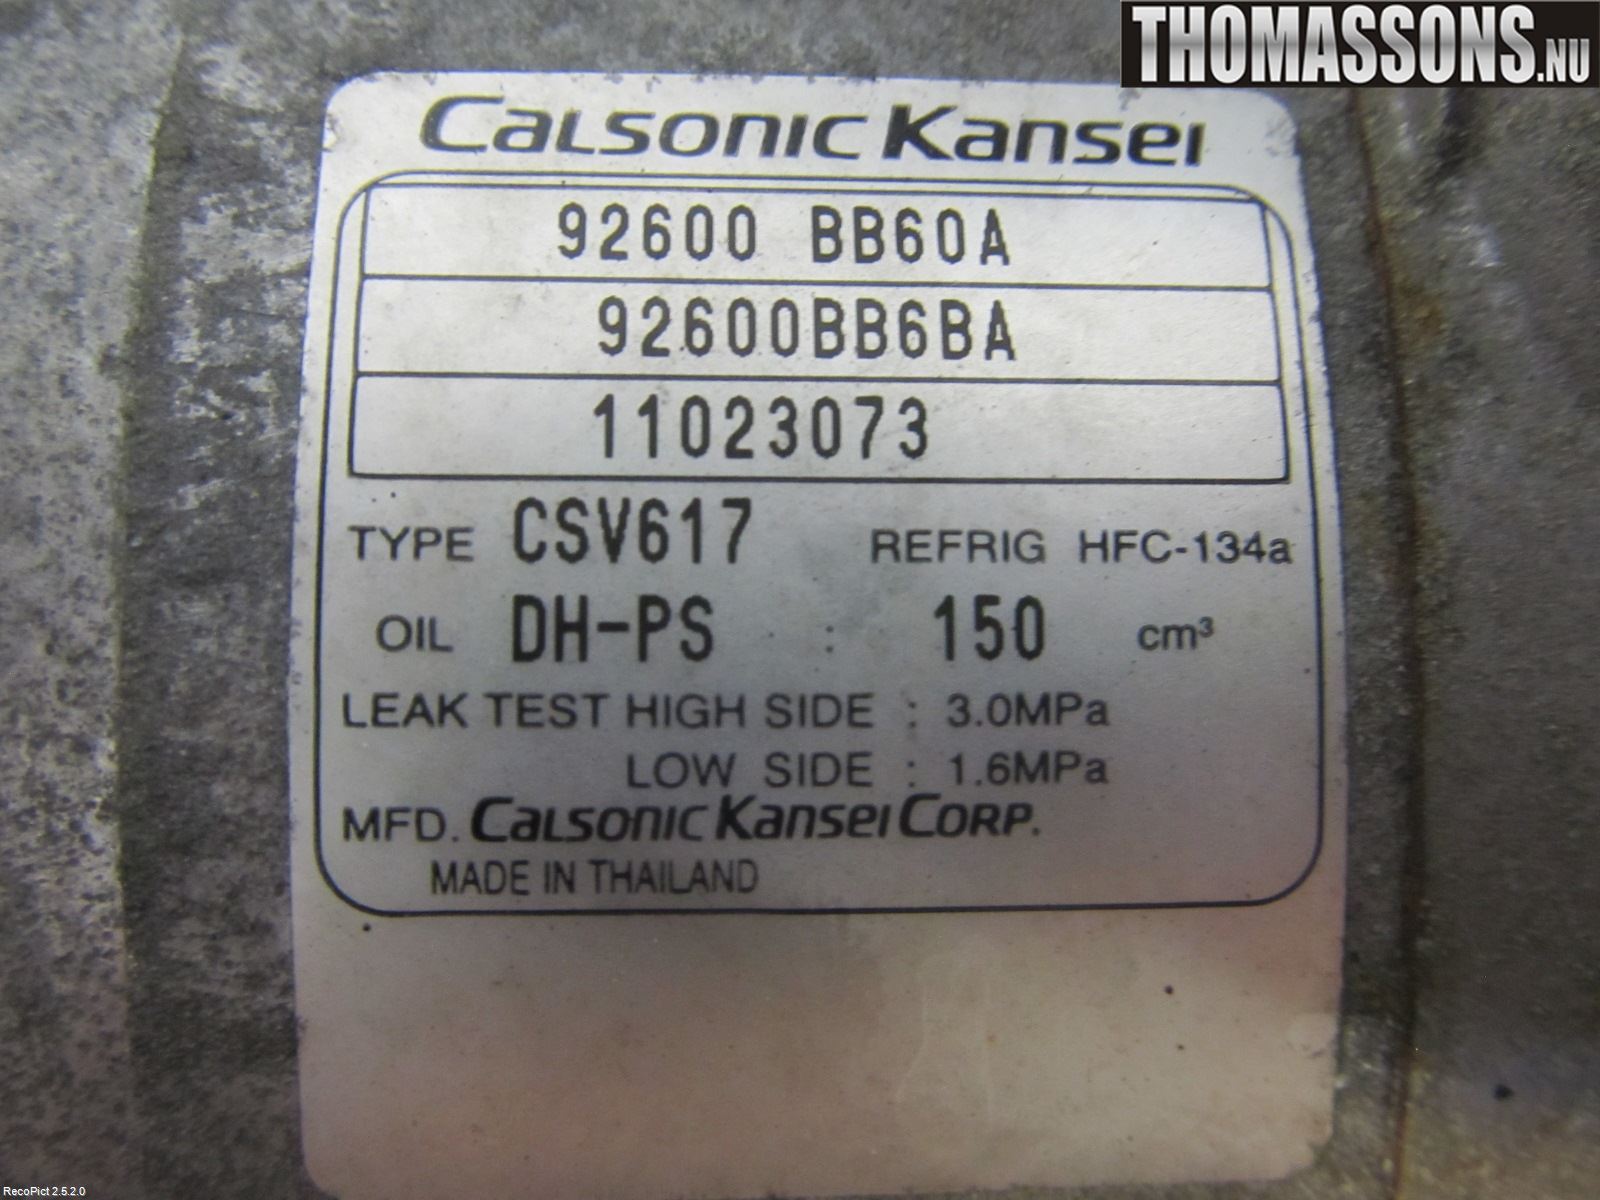 THOMASSONS.NU
CALSONIC KANSEI
92600 BB60A
92600BB6BA
11023073
TYPE CSV617 REFRIG HFC-134a
OIL DH-PS : 150 cm³
LEAK TEST HIGH SIDE : 3.0MPa
LOW SIDE : 1.6MPa
MFD. CALSONIC KANSEI CORP.
MADE IN THAILAND
RecoPict 2.5.2.0